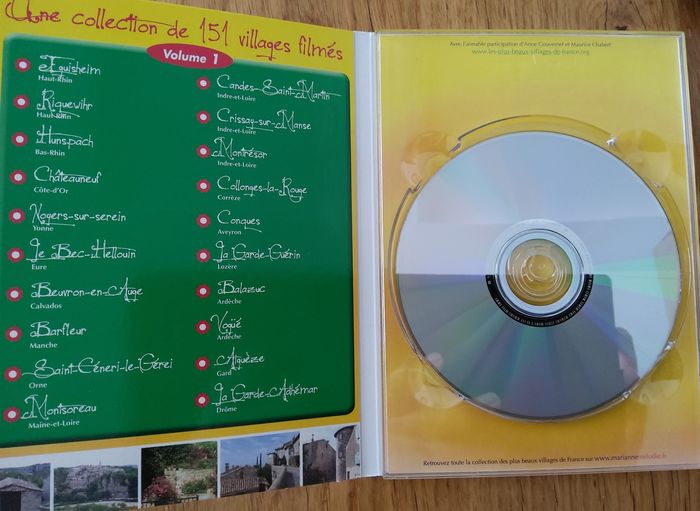 Une collection de 151 villages filmés
Volume 1
Eguisheim
Haut-Rhin
Riquewihr
Haut-Rhin
Hunspach
Bas-Rhin
Châteauneuf
Côte-d'Or
Noyers-sur-serein
Yonne
Le Bec-Hellouin
Eure
Beuvron-en-Auge
Calvados
Barfleur
Manche
Saint-Céneri-le-Gérei
Orne
Montsoreau
Maine-et-Loire
Candes-Saint-Martin
Indre-et-Loire
Crissay-sur-Manse
Indre-et-Loire
Montrésor
Indre-et-Loire
Collonges-la-Rouge
Corrèze
Conques
Aveyron
La Garde-Guérin
Lozère
Balazuc
Ardèche
Vogüé
Ardèche
Aiguèze
Gard
La Garde-Adhémar
Drôme
Avec l'aimable participation d'Anne Gouvernel et Maurice Chabert
www.les-plus-beaux-villages-de-france.org
Retrouvez toute la collection des plus beaux villages de France sur www.mariannemelodie.fr